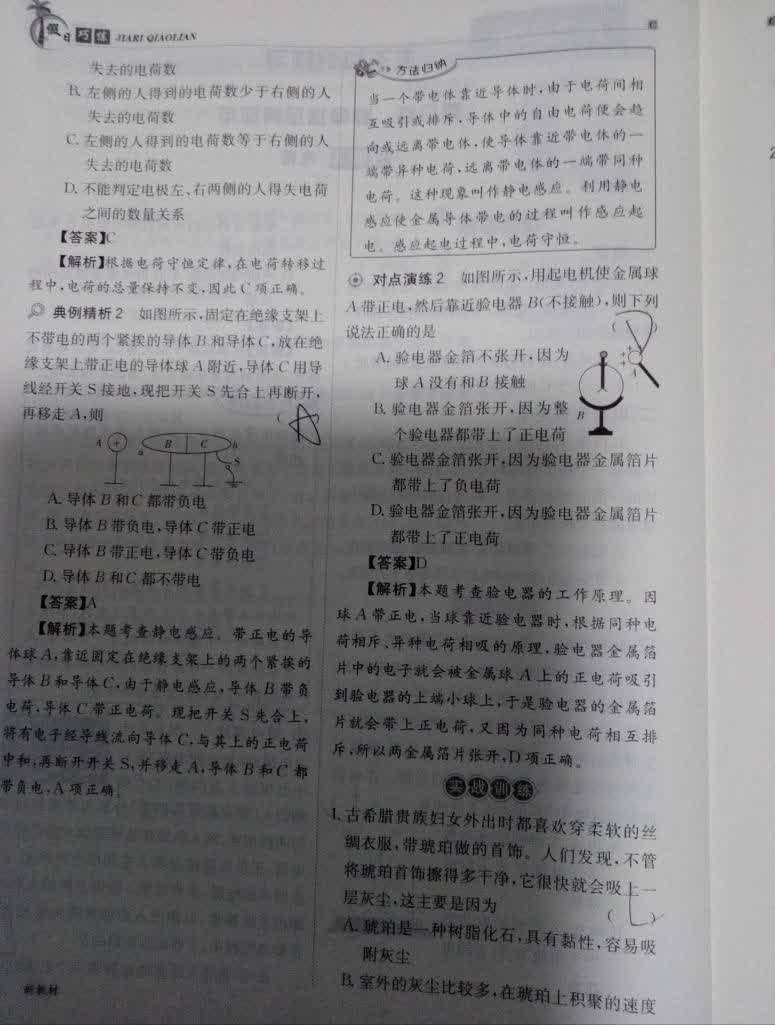 假日巧练 JIARI QIAOLIAN
失去的电荷数
B. 左侧的人得到的电荷数少于右侧的人
失去的电荷数
C. 左侧的人得到的电荷数等于右侧的人
失去的电荷数
D. 不能判定电极左、右两侧的人得失电荷
之间的数量关系
【答案】C
【解析】根据电荷守恒定律,在电荷转移过
程中,电荷的总量保持不变,因此C项正确。
典例精析2 如图所示,固定在绝缘支架上
不带电的两个紧挨的导体B和导体C,放在绝
缘支架上带正电的导体球A附近,导体C用导
线经开关S接地,现把开关S先合上再断开,
再移走A,则 ( A )
A + a B C b
S
A. 导体B和C都带负电
B. 导体B带负电,导体C带正电
C. 导体B带正电,导体C带负电
D. 导体B和C都不带电
【答案】A
【解析】本题考查静电感应。带正电的导
体球A,靠近固定在绝缘支架上的两个紧挨的
导体B和导体C,由于静电感应,导体B带负
电荷,导体C带正电荷。现把开关S先合上,
将有电子经导线流向导体C,与其上的正电荷
中和,再断开开关S,并移走A,导体B和C都
带负电,A项正确。
新教材
方法归纳
当一个带电体靠近导体时,由于电荷间相
互吸引或排斥,导体中的自由电荷便会趋
向或远离带电体,使导体靠近带电体的一
端带异种电荷,远离带电体的一端带同种
电荷。这种现象叫作静电感应。利用静电
感应使金属导体带电的过程叫作感应起
电。感应起电过程中,电荷守恒。
对点演练2 如图所示,用起电机使金属球
A带正电,然后靠近验电器B(不接触),则下列
说法正确的是 ( D )
A. 验电器金箔不张开,因为
球A没有和B接触
B. 验电器金箔张开,因为整
个验电器都带上了正电荷
A
B
C. 验电器金箔张开,因为验电器金属箔片
都带上了负电荷
D. 验电器金箔张开,因为验电器金属箔片
都带上了正电荷
【答案】D
【解析】本题考查验电器的工作原理。因
球A带正电,当球靠近验电器时,根据同种电
荷相斥、异种电荷相吸的原理,验电器金属箔
片中的电子就会被金属球A上的正电荷吸引
到验电器的上端小球上,于是验电器的金属箔
片就会带上正电荷,又因为同种电荷相互排
斥,所以两金属箔片张开,D项正确。
实战训练
1. 古希腊贵族妇女外出时都喜欢穿柔软的丝
绸衣服,带琥珀做的首饰。人们发现,不管
将琥珀首饰擦得多干净,它很快就会吸上一
层灰尘,这主要是因为 ( )
A. 琥珀是一种树脂化石,具有黏性,容易吸
附灰尘
B. 室外的灰尘比较多,在琥珀上积聚的速度